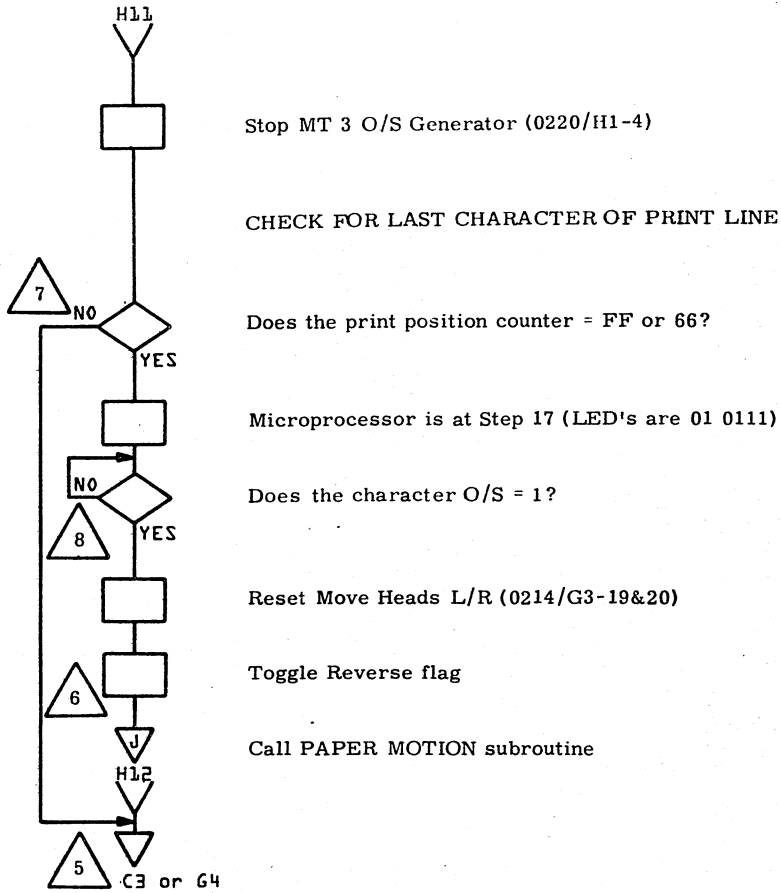 H11
Stop MT 3 O/S Generator (0220/H1-4)
CHECK FOR LAST CHARACTER OF PRINT LINE
7
NO
Does the print position counter = FF or 66?
YES
Microprocessor is at Step 17 (LED's are 01 0111)
NO
Does the character O/S = 1?
YES
8
Reset Move Heads L/R (0214/G3-19&20)
Toggle Reverse flag
6
J
Call PAPER MOTION subroutine
H12
5
C3 or G4